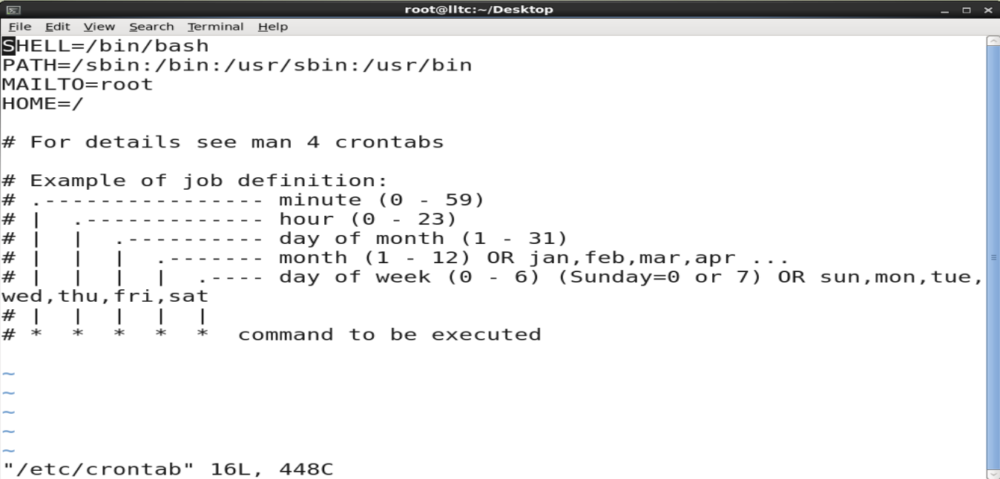 root@lltc:~/Desktop
File Edit View Search Terminal Help
SHELL=/bin/bash
PATH=/sbin:/bin:/usr/sbin:/usr/bin
MAILTO=root
HOME=/
# For details see man 4 crontabs
# Example of job definition:
# .---------------- minute (0 - 59)
# |  .------------- hour (0 - 23)
# |  |  .---------- day of month (1 - 31)
# |  |  |  .------- month (1 - 12) OR jan,feb,mar,apr ...
# |  |  |  |  .---- day of week (0 - 6) (Sunday=0 or 7) OR sun,mon,tue,
wed,thu,fri,sat
# |  |  |  |  |
# *  *  *  *  *  command to be executed
~
~
~
~
~
"/etc/crontab" 16L, 448C